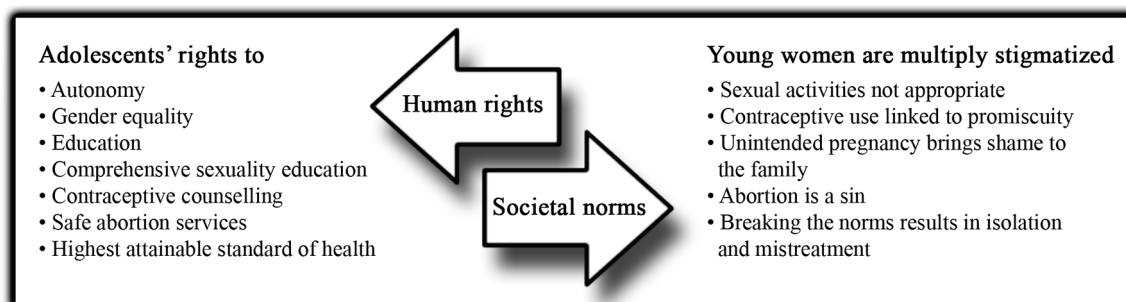 Adolescents' rights to
• Autonomy
• Gender equality
• Education
• Comprehensive sexuality education
• Contraceptive counselling
• Safe abortion services
• Highest attainable standard of health
Human rights
Societal norms
Young women are multiply stigmatized
• Sexual activities not appropriate
• Contraceptive use linked to promiscuity
• Unintended pregnancy brings shame to
the family
• Abortion is a sin
• Breaking the norms results in isolation
and mistreatment